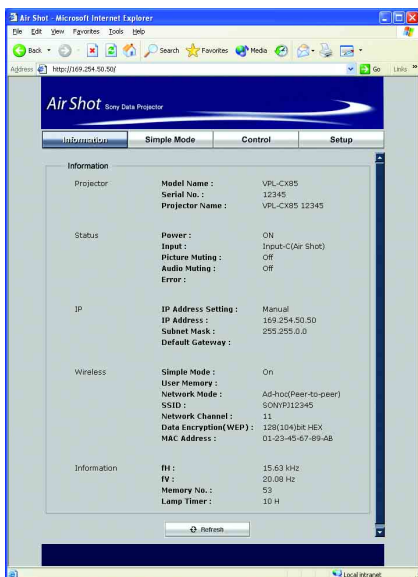 Air Shot - Microsoft Internet Explorer
File Edit View Favorites Tools Help
Back Search Favorites Media
Address http://169.254.50.50/ Go Links »
Air Shot Sony Data Projector
Information Simple Mode Control Setup
Information
Projector Model Name : VPL-CX85
Serial No. : 12345
Projector Name : VPL-CX85 12345
Status Power : ON
Input : Input-C(Air Shot)
Picture Muting : Off
Audio Muting : Off
Error :
IP IP Address Setting : Manual
IP Address : 169.254.50.50
Subnet Mask : 255.255.0.0
Default Gateway :
Wireless Simple Mode : On
User Memory :
Network Mode : Ad-hoc(Peer-to-peer)
SSID : SONYPJ12345
Network Channel : 11
Data Encryption(WEP) : 128(104)bit HEX
MAC Address : 01-23-45-67-89-AB
Information fH : 15.63 kHz
fV : 20.08 Hz
Memory No. : 53
Lamp Timer : 10 H
Refresh
Local intranet